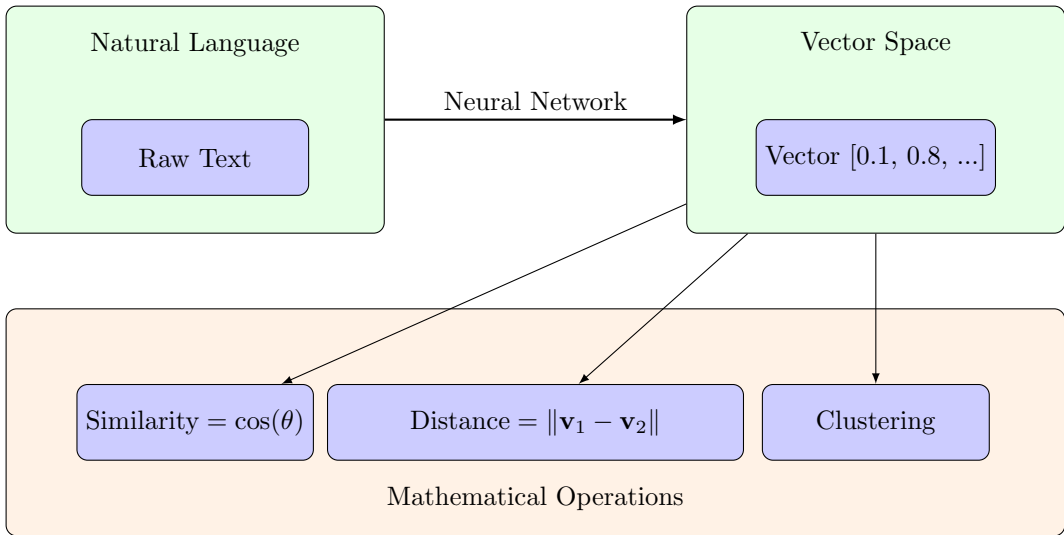 Natural Language
Vector Space
Neural Network
Raw Text
Vector [0.1, 0.8, ...]
Similarity = cos(θ)
Distance = ‖𝐯₁ − 𝐯₂‖
Clustering
Mathematical Operations